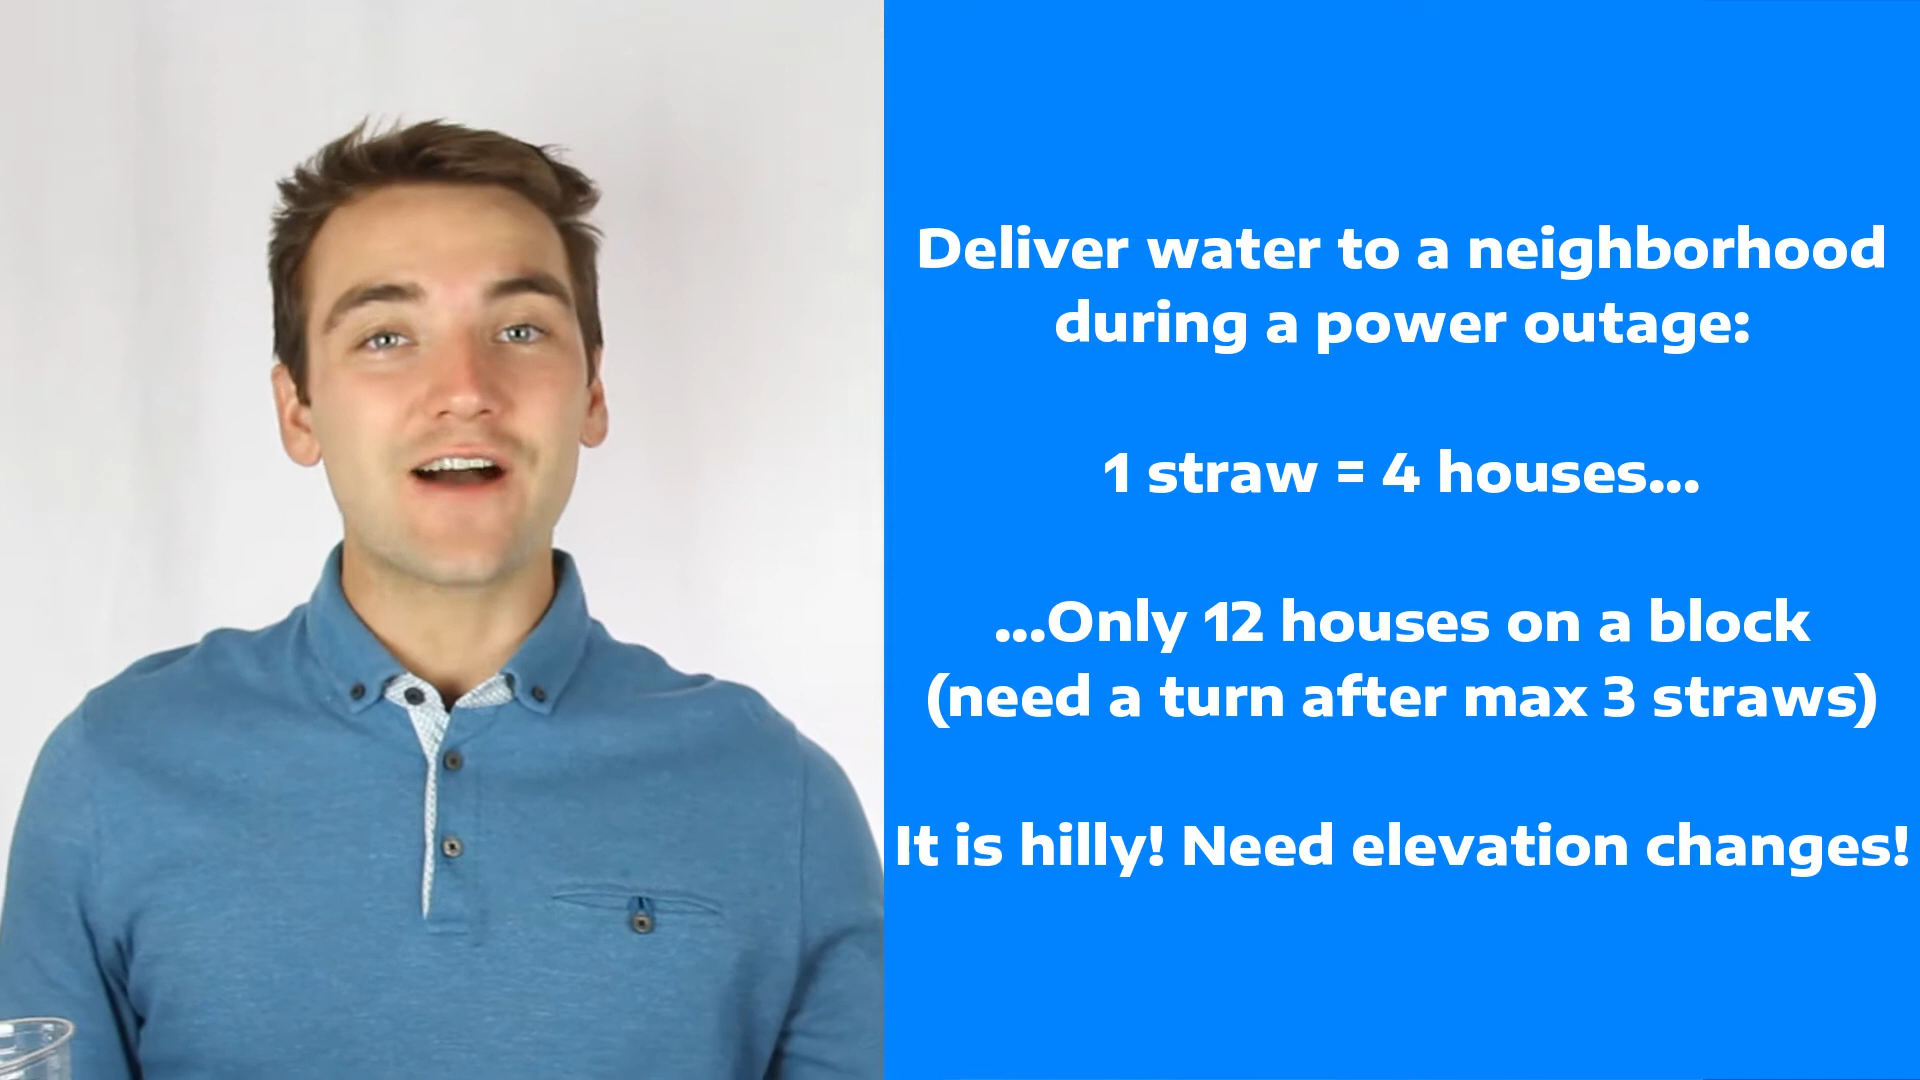 Deliver water to a neighborhood
during a power outage:
1 straw = 4 houses...
...Only 12 houses on a block
(need a turn after max 3 straws)
It is hilly! Need elevation changes!